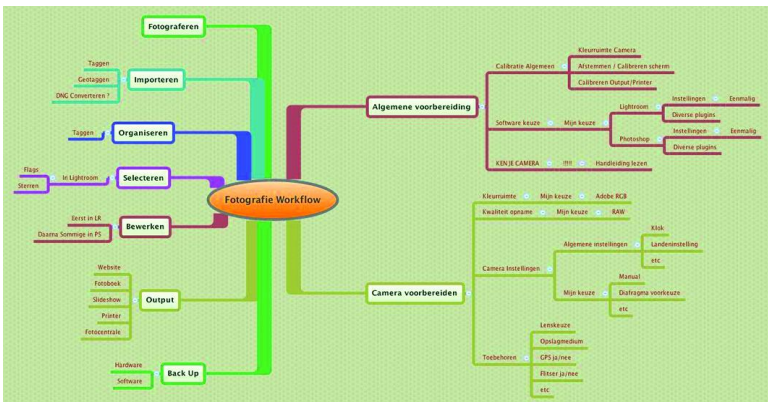 Fotografie Workflow
Algemene voorbereiding
Calibratie Algemeen
Kleurruimte Camera
Afstemmen / Calibreren scherm
Calibreren Output/Printer
Software keuze
Mijn keuze
Lightroom
Instellingen
Eenmalig
Diverse plugins
Photoshop
Instellingen
Eenmalig
Diverse plugins
KEN JE CAMERA
!!!!!
Handleiding lezen
Camera voorbereiden
Kleurruimte
Mijn keuze
Adobe RGB
Kwaliteit opname
Mijn keuze
RAW
Camera Instellingen
Algemene instellingen
Klok
Landeninstelling
etc
Mijn keuze
Manual
Diafragma voorkeuze
etc
Toebehoren
Lenskeuze
Opslagmedium
GPS ja/nee
Flitser ja/nee
etc
Fotograferen
Importeren
Taggen
Geotaggen
DNG Converteren ?
Organiseren
Taggen
Selecteren
In Lightroom
Flags
Sterren
Bewerken
Eerst in LR
Daarna Sommige in PS
Output
Website
Fotoboek
Slideshow
Printer
Fotocentrale
Back Up
Hardware
Software